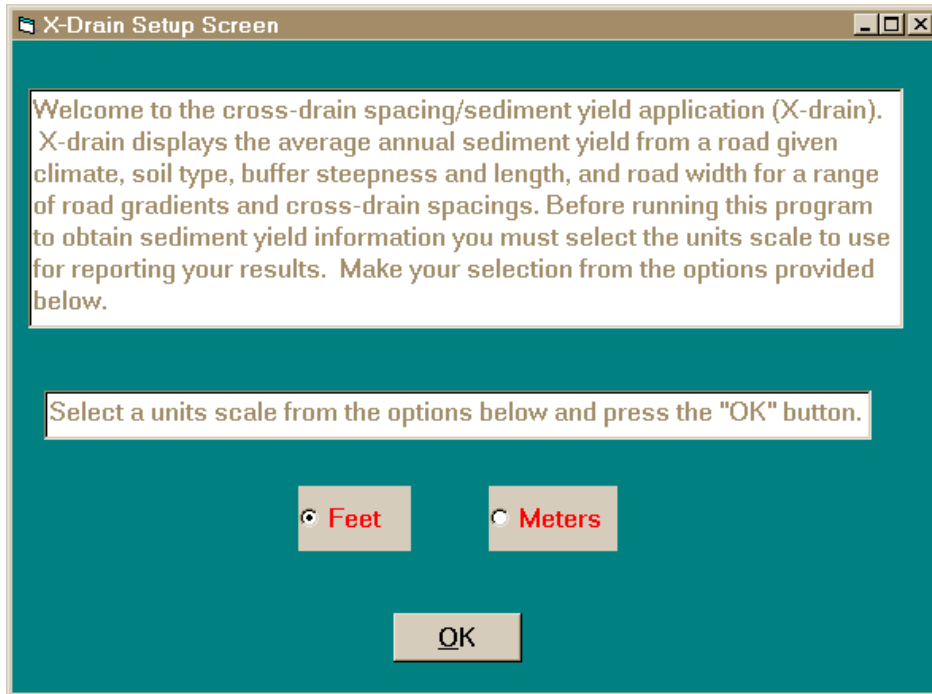 X-Drain Setup Screen
Welcome to the cross-drain spacing/sediment yield application (X-drain).
X-drain displays the average annual sediment yield from a road given
climate, soil type, buffer steepness and length, and road width for a range
of road gradients and cross-drain spacings. Before running this program
to obtain sediment yield information you must select the units scale to use
for reporting your results.  Make your selection from the options provided
below.
Select a units scale from the options below and press the "OK" button.
Feet
Meters
OK